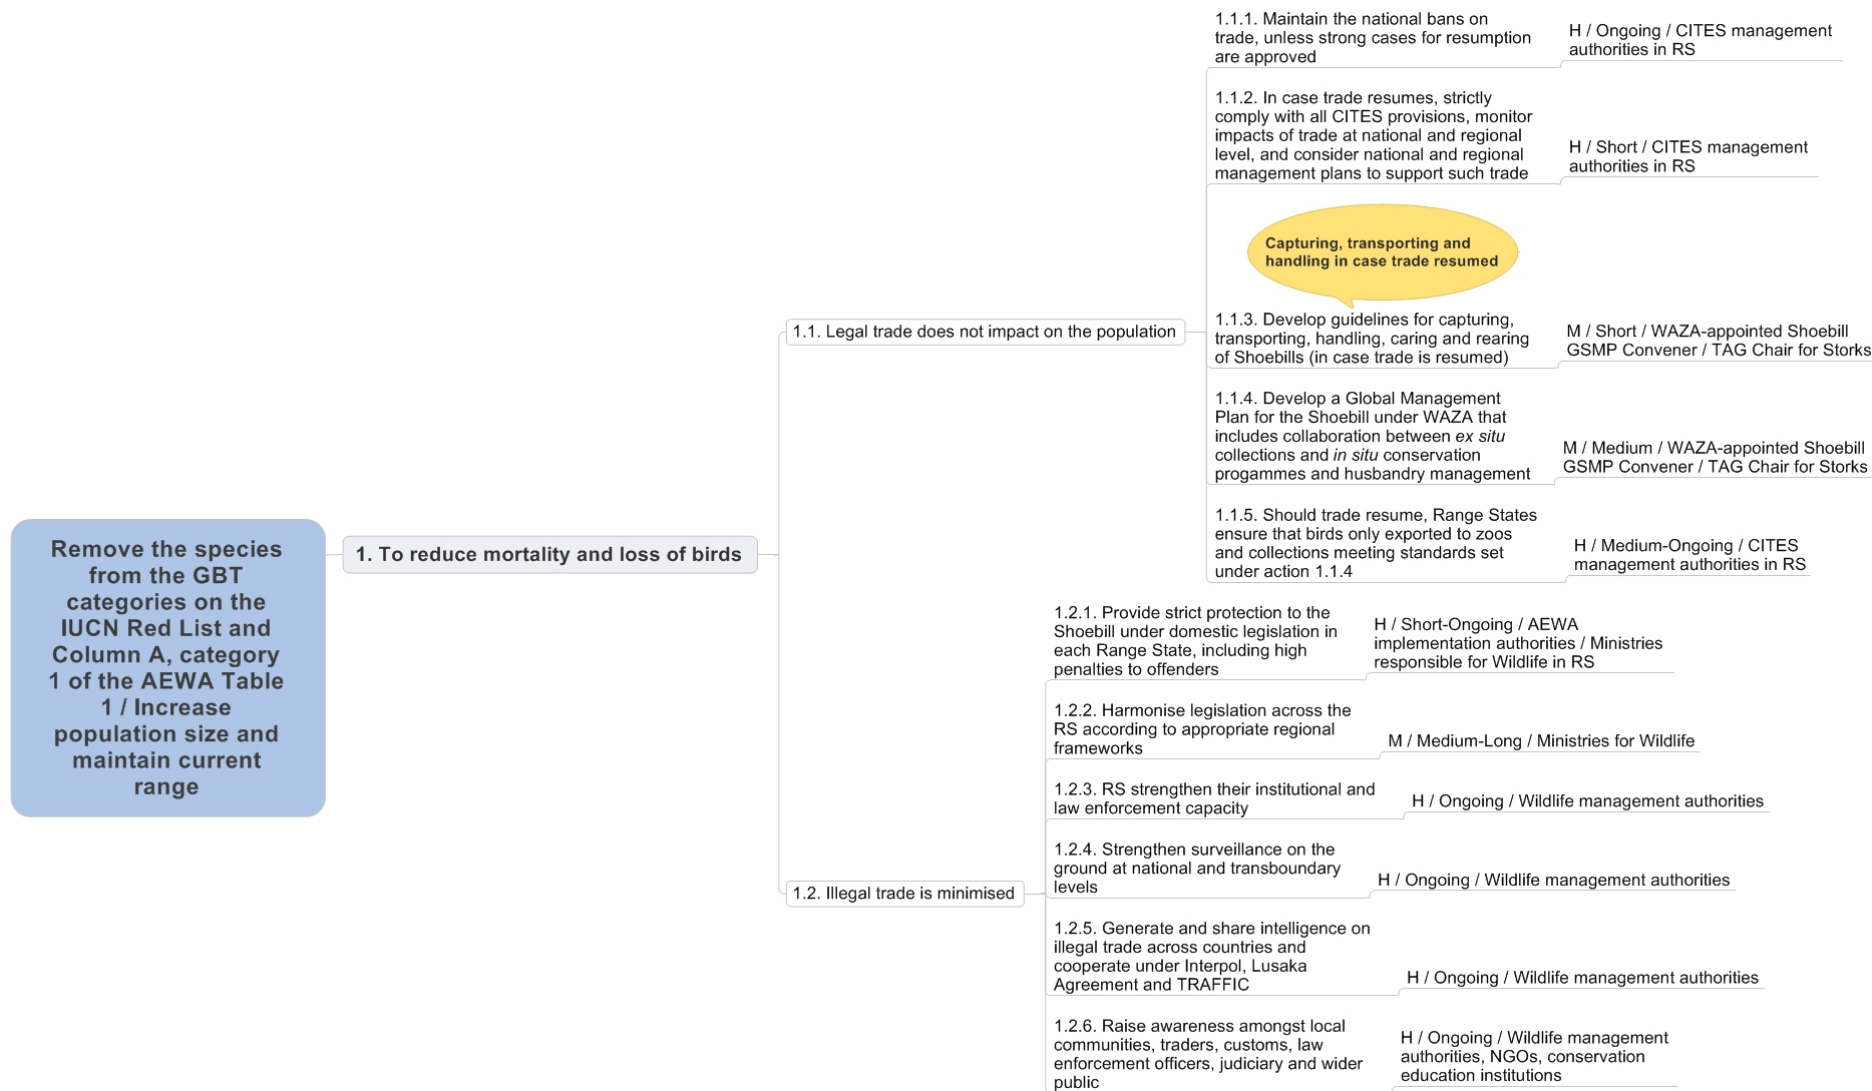 Remove the species
from the GBT
categories on the
IUCN Red List and
Column A, category
1 of the AEWA Table
1 / Increase
population size and
maintain current
range
1. To reduce mortality and loss of birds
1.1. Legal trade does not impact on the population
1.1.1. Maintain the national bans on
trade, unless strong cases for resumption
are approved
H / Ongoing / CITES management
authorities in RS
1.1.2. In case trade resumes, strictly
comply with all CITES provisions, monitor
impacts of trade at national and regional
level, and consider national and regional
management plans to support such trade
H / Short / CITES management
authorities in RS
Capturing, transporting and
handling in case trade resumed
1.1.3. Develop guidelines for capturing,
transporting, handling, caring and rearing
of Shoebills (in case trade is resumed)
M / Short / WAZA-appointed Shoebill
GSMP Convener / TAG Chair for Storks
1.1.4. Develop a Global Management
Plan for the Shoebill under WAZA that
includes collaboration between ex situ
collections and in situ conservation
progammes and husbandry management
M / Medium / WAZA-appointed Shoebill
GSMP Convener / TAG Chair for Storks
1.1.5. Should trade resume, Range States
ensure that birds only exported to zoos
and collections meeting standards set
under action 1.1.4
H / Medium-Ongoing / CITES
management authorities in RS
1.2. Illegal trade is minimised
1.2.1. Provide strict protection to the
Shoebill under domestic legislation in
each Range State, including high
penalties to offenders
H / Short-Ongoing / AEWA
implementation authorities / Ministries
responsible for Wildlife in RS
1.2.2. Harmonise legislation across the
RS according to appropriate regional
frameworks
M / Medium-Long / Ministries for Wildlife
1.2.3. RS strengthen their institutional and
law enforcement capacity
H / Ongoing / Wildlife management authorities
1.2.4. Strengthen surveillance on the
ground at national and transboundary
levels
H / Ongoing / Wildlife management authorities
1.2.5. Generate and share intelligence on
illegal trade across countries and
cooperate under Interpol, Lusaka
Agreement and TRAFFIC
H / Ongoing / Wildlife management authorities
1.2.6. Raise awareness amongst local
communities, traders, customs, law
enforcement officers, judiciary and wider
public
H / Ongoing / Wildlife management
authorities, NGOs, conservation
education institutions